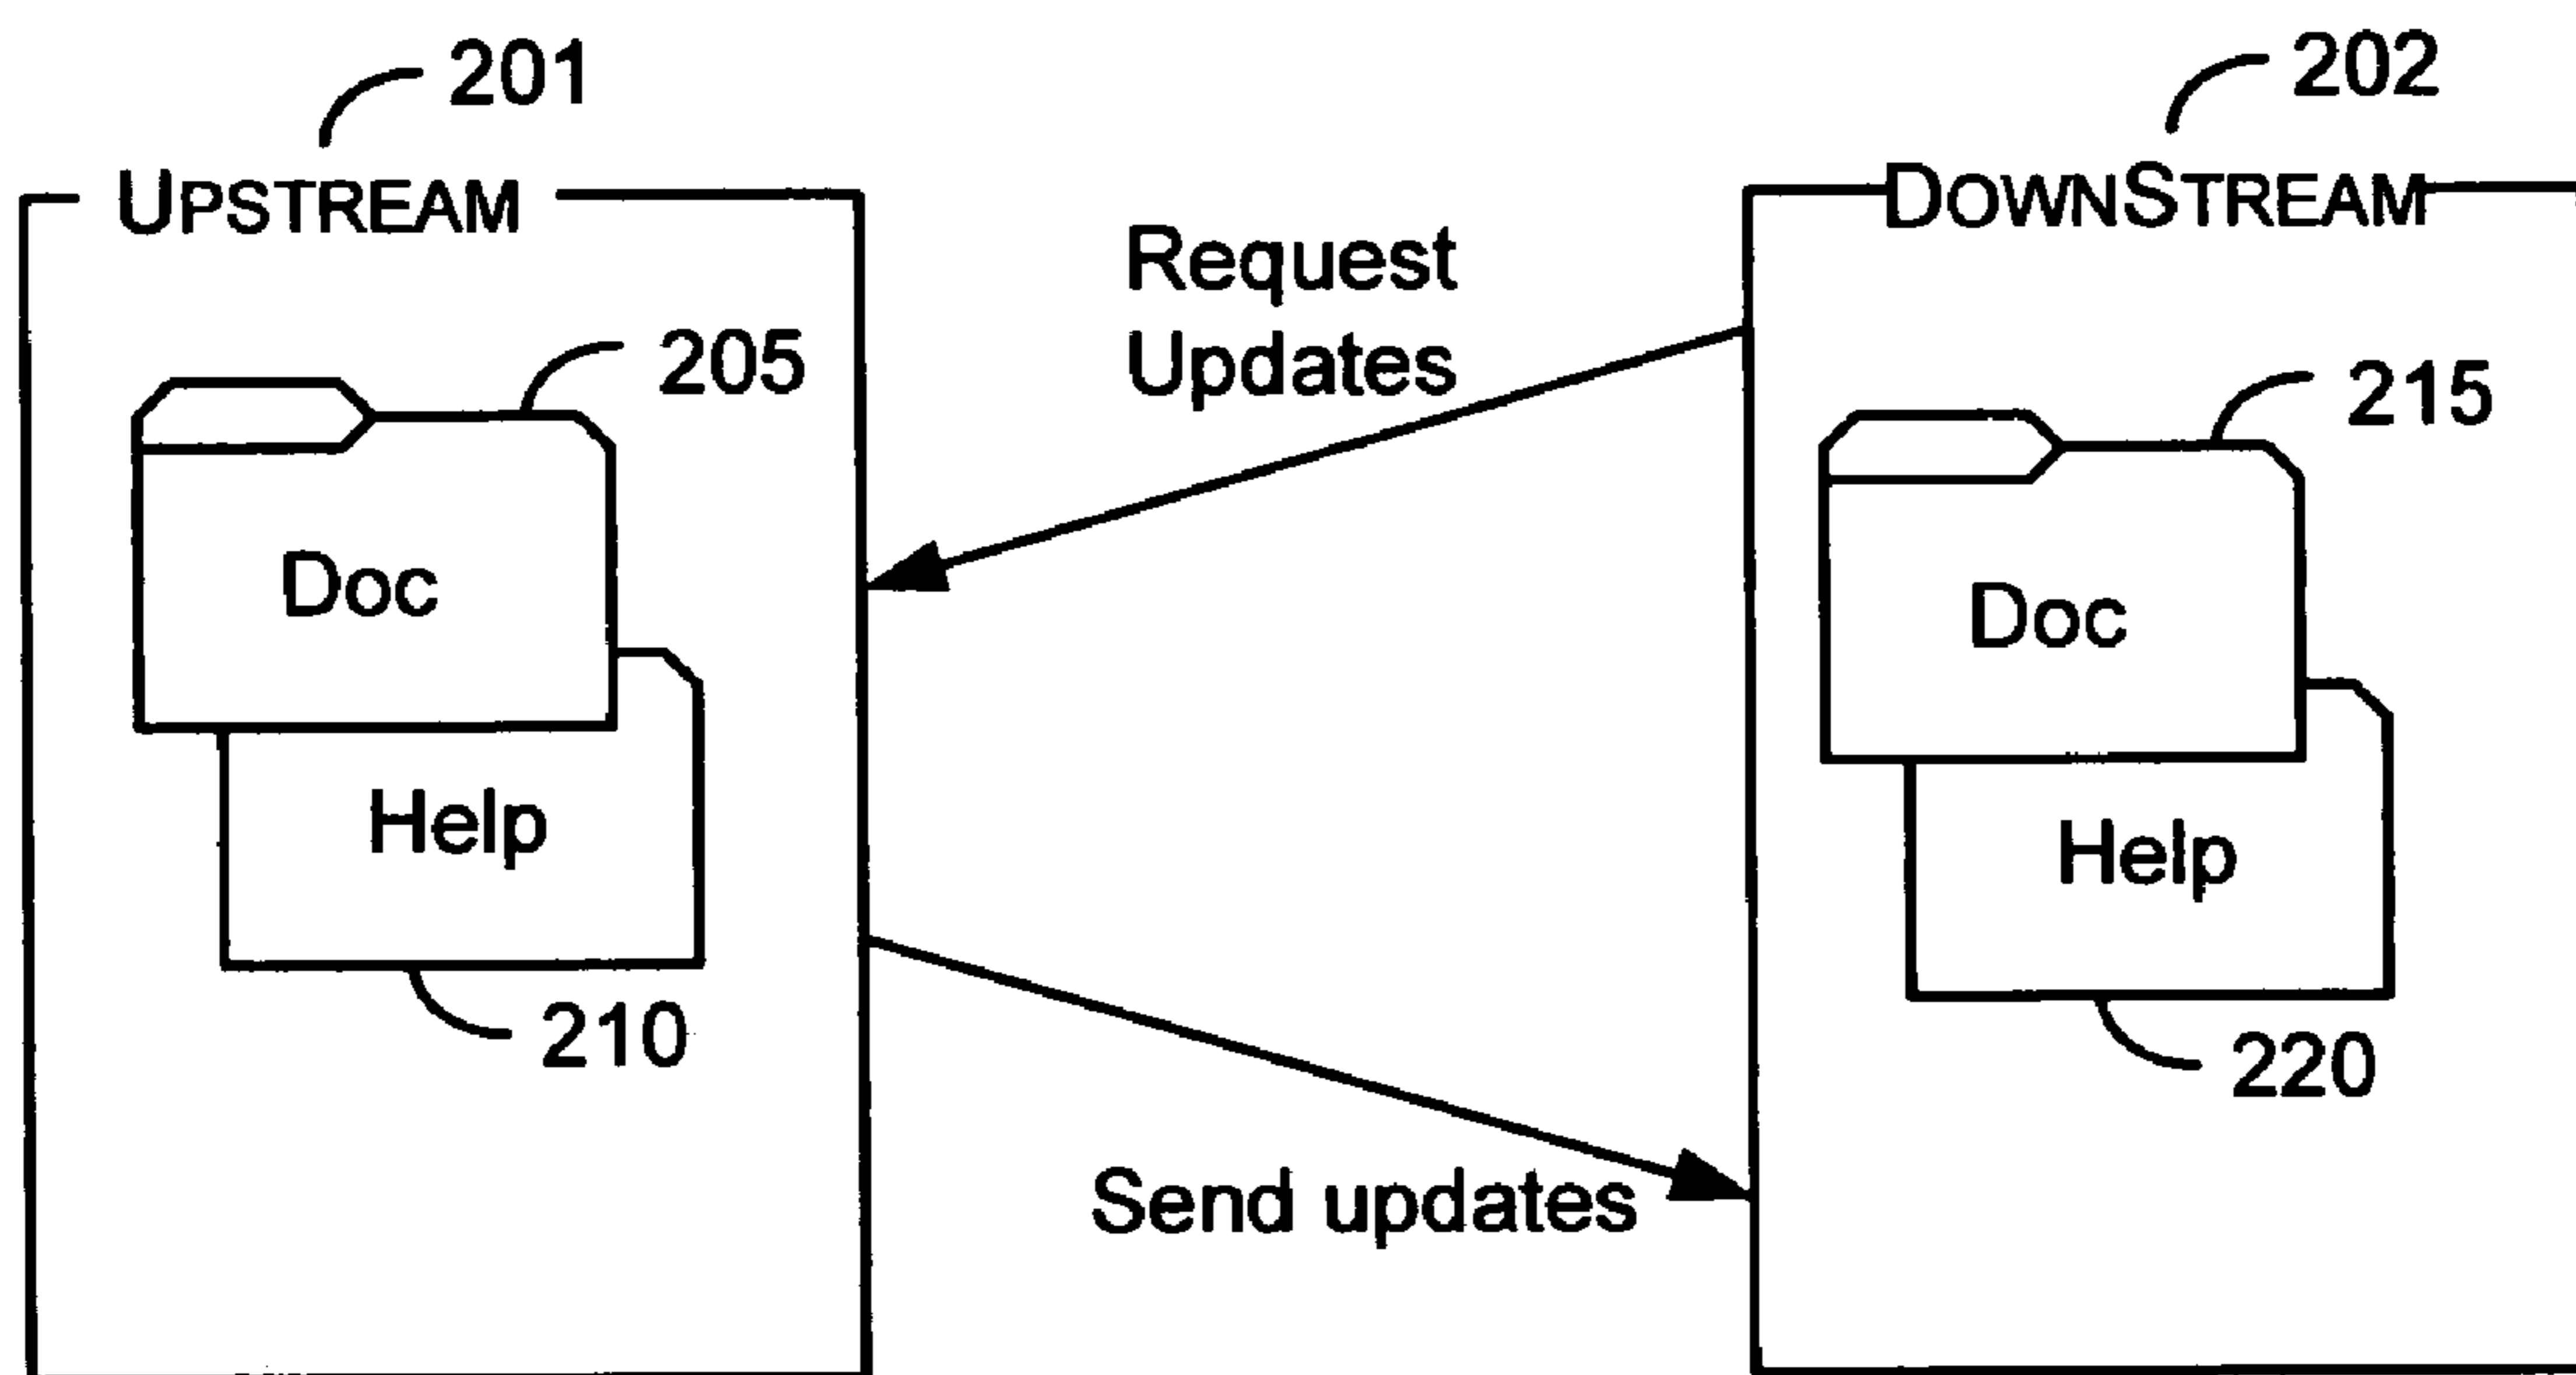 201
202
UPSTREAM
DOWNSTREAM
Request
Updates
205
215
Doc
Doc
Help
Help
210
220
Send updates